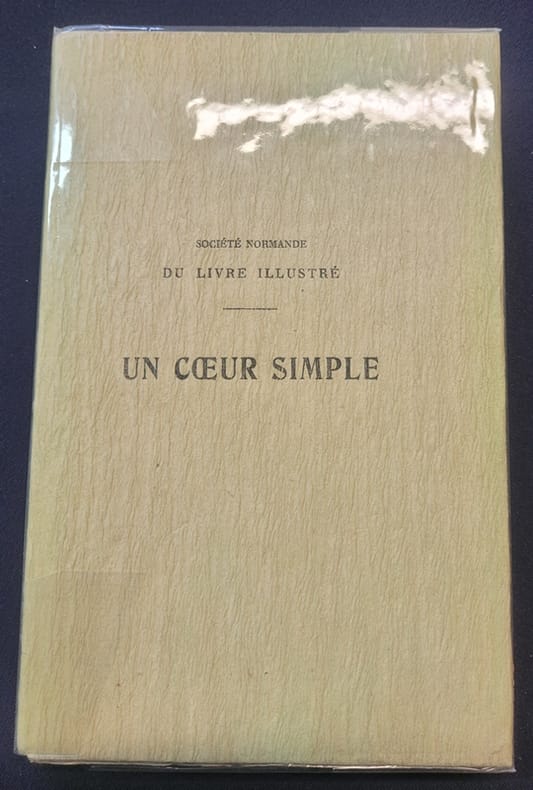 SOCIÉTÉ NORMANDE
DU LIVRE ILLUSTRÉ
UN CŒUR SIMPLE